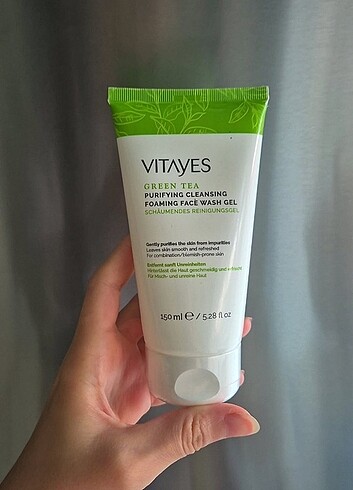 VITAYES
GREEN TEA
PURIFYING CLEANSING
FOAMING FACE WASH GEL
SCHÄUMENDES REINIGUNGSGEL
Gently purifies the skin from impurities
Leaves skin smooth and refreshed
For combination/blemish-prone skin
Entfernt sanft Unreinheiten
Hinterlässt die Haut geschmeidig und erfrischt
Für Misch- und unreine Haut
150 ml ℮ / 5.28 fl oz